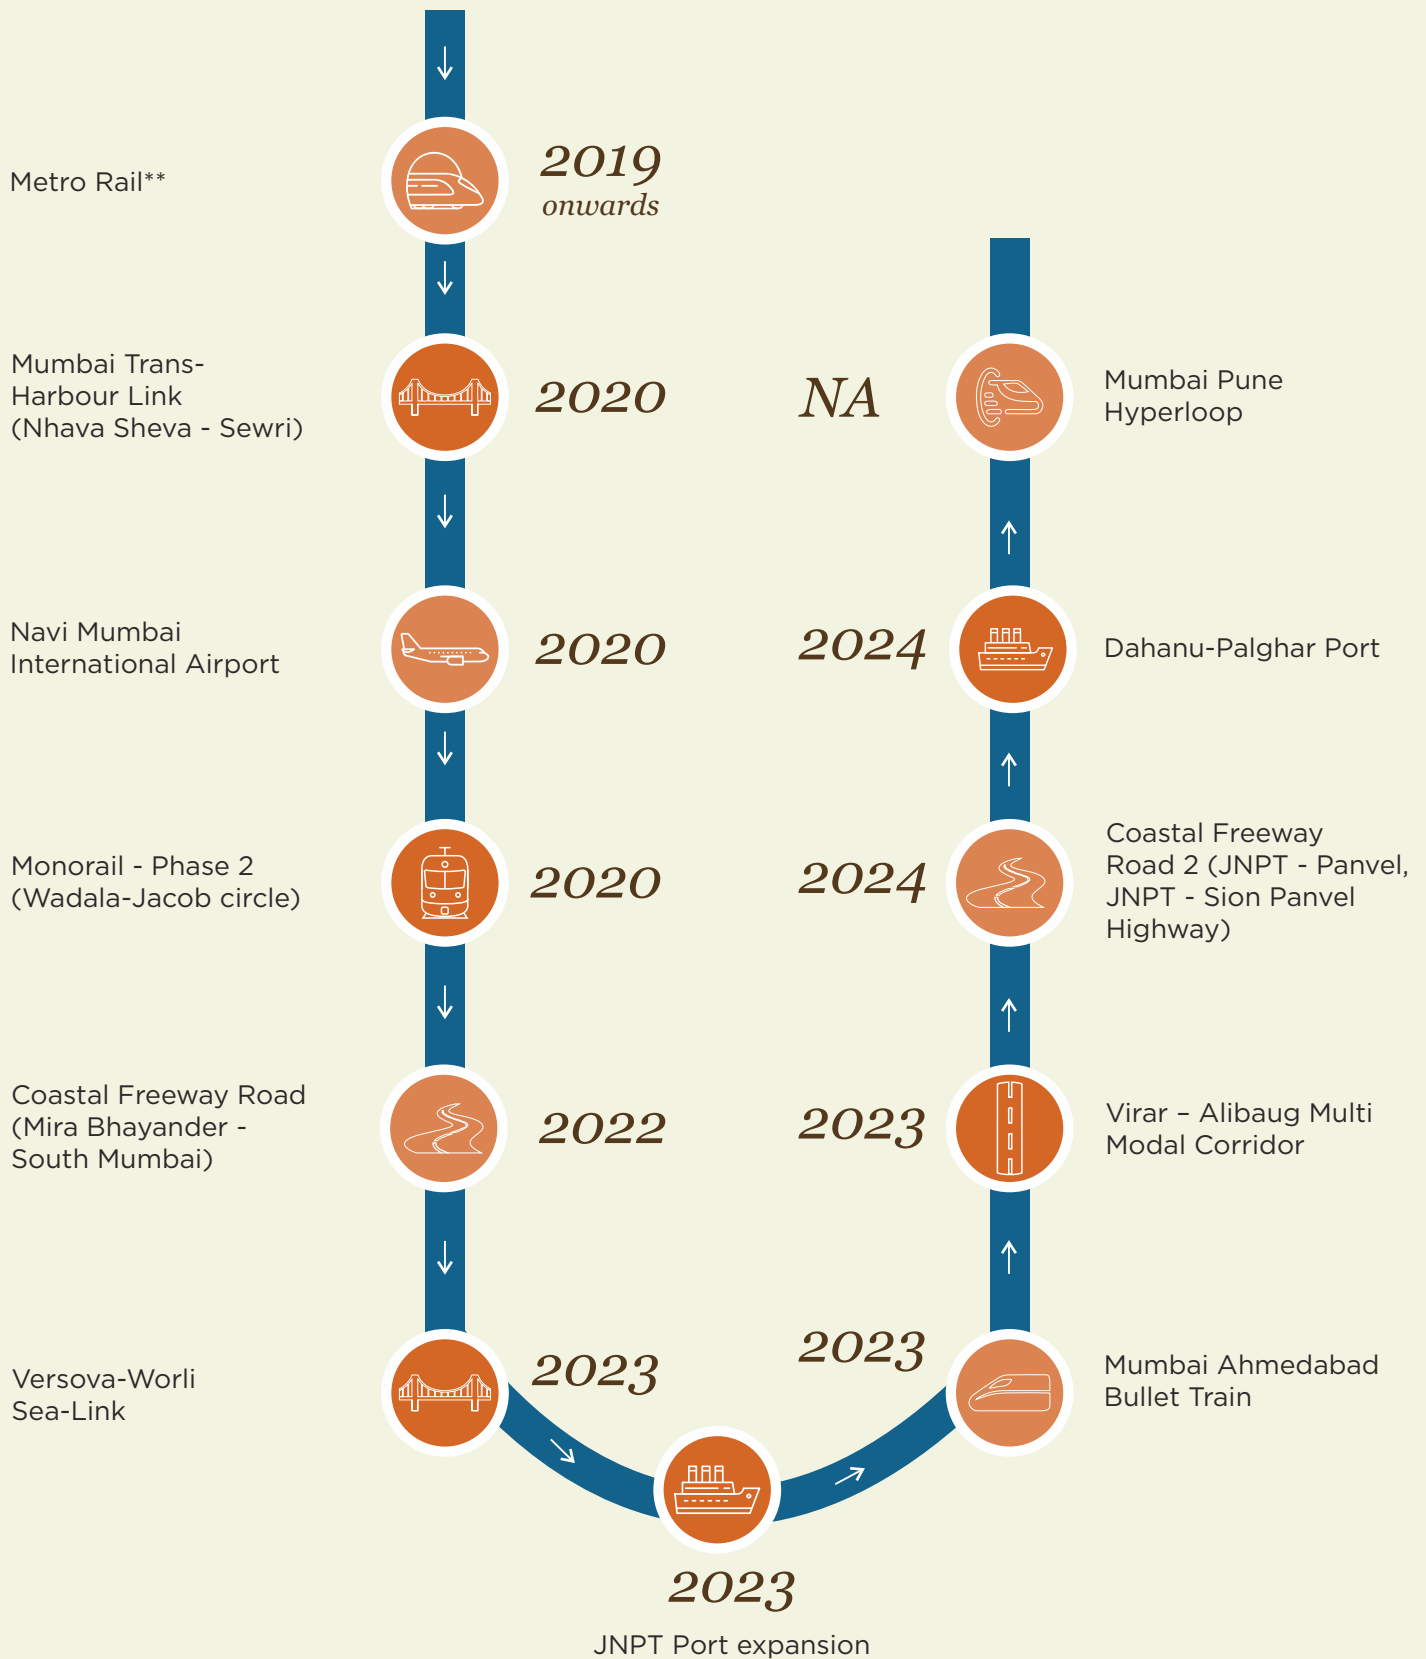 Metro Rail**
2019
onwards
Mumbai Trans-
Harbour Link
(Nhava Sheva - Sewri)
2020
Navi Mumbai
International Airport
2020
Monorail - Phase 2
(Wadala-Jacob circle)
2020
Coastal Freeway Road
(Mira Bhayander -
South Mumbai)
2022
Versova-Worli
Sea-Link
2023
2023
JNPT Port expansion
2023
Mumbai Ahmedabad
Bullet Train
2023
Virar – Alibaug Multi
Modal Corridor
2024
Coastal Freeway
Road 2 (JNPT - Panvel,
JNPT - Sion Panvel
Highway)
2024
Dahanu-Palghar Port
NA
Mumbai Pune
Hyperloop